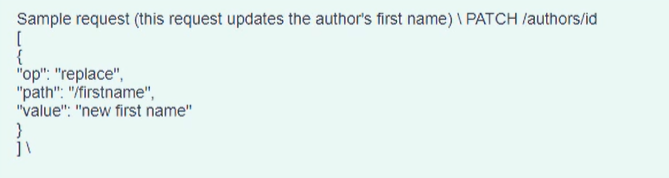 Sample request (this request updates the author's first name) \ PATCH /authors/id
[
{
"op": "replace",
"path": "/firstname",
"value": "new first name"
}
] \